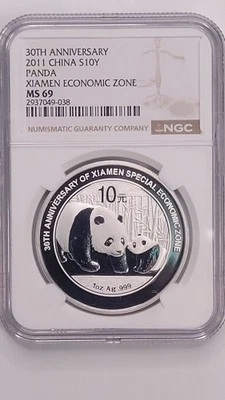 30TH ANNIVERSARY
2011 CHINA S10Y
PANDA
XIAMEN ECONOMIC ZONE
MS 69
2937049-038
NUMISMATIC GUARANTY COMPANY
NGC
30TH ANNIVERSARY OF XIAMEN SPECIAL ECONOMIC ZONE
10元
1oz Ag .999